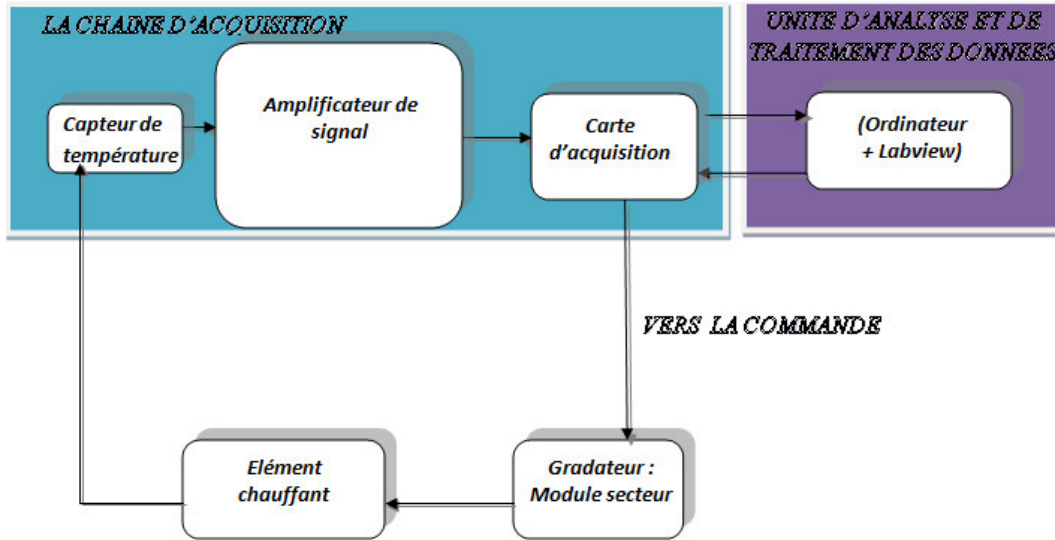 LA CHAINE D'ACQUISITION
UNITE D'ANALYSE ET DE
TRAITEMENT DES DONNEES
Capteur de
température
Amplificateur de
signal
Carte
d'acquisition
(Ordinateur
+ Labview)
VERS LA COMMANDE
Elément
chauffant
Gradateur :
Module secteur